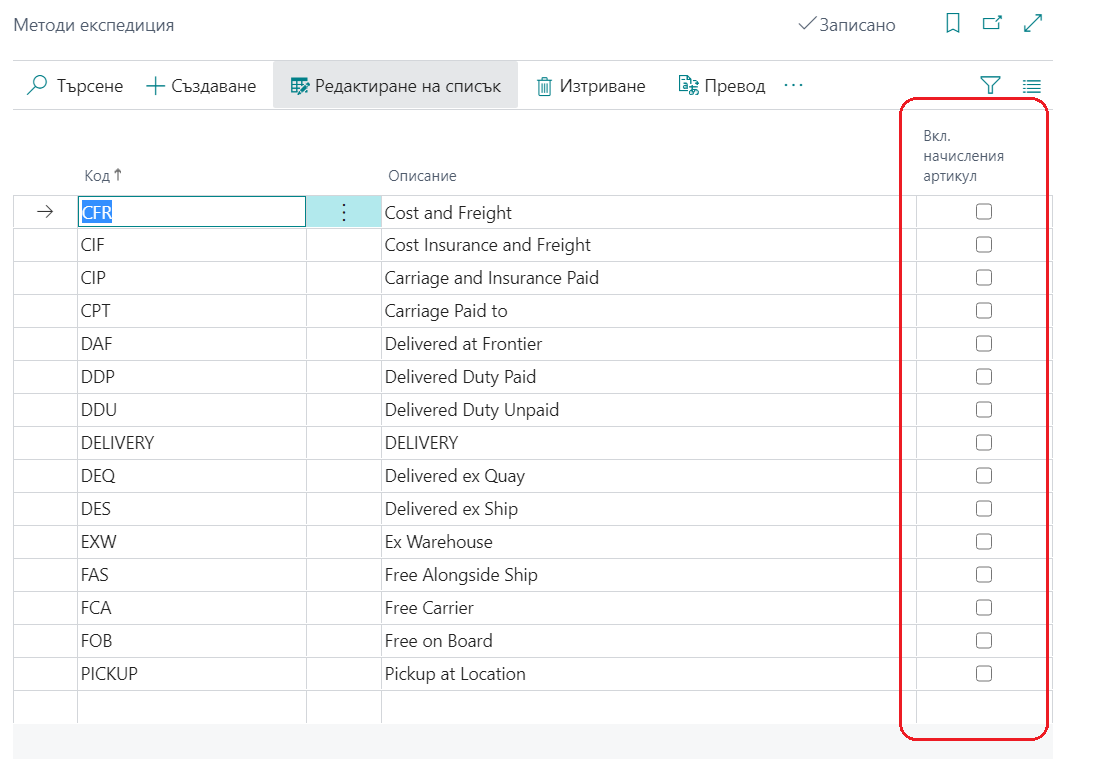 Методи експедиция
Записано
Търсене Създаване Редактиране на списък Изтриване Превод ...
Код ↑ Описание Вкл. начисления артикул
CFR Cost and Freight
CIF Cost Insurance and Freight
CIP Carriage and Insurance Paid
CPT Carriage Paid to
DAF Delivered at Frontier
DDP Delivered Duty Paid
DDU Delivered Duty Unpaid
DELIVERY DELIVERY
DEQ Delivered ex Quay
DES Delivered ex Ship
EXW Ex Warehouse
FAS Free Alongside Ship
FCA Free Carrier
FOB Free on Board
PICKUP Pickup at Location